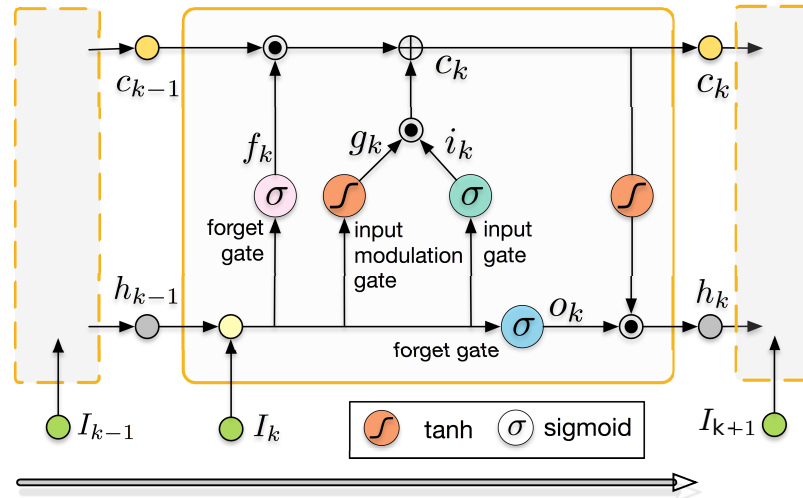 c_{k-1}
c_k
c_k
f_k
g_k
i_k
σ
σ
forget
gate
input
modulation
gate
input
gate
h_{k-1}
h_k
σ
o_k
forget gate
I_{k-1}
I_k
I_{k+1}
tanh
σ sigmoid